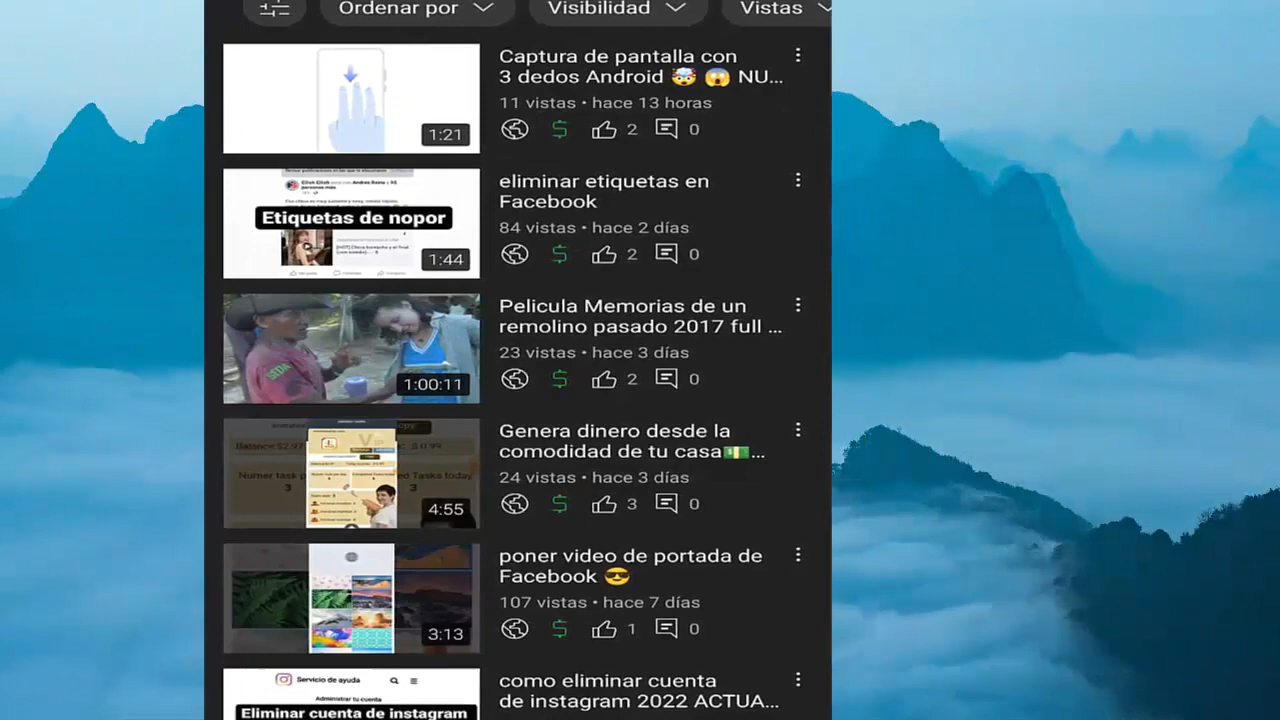 Ordenar por
Visibilidad
Vistas
Captura de pantalla con
3 dedos Android 🤯 😱 NU...
11 vistas • hace 13 horas
2
0
1:21
eliminar etiquetas en
Facebook
84 vistas • hace 2 días
2
0
Etiquetas de nopor
1:44
Pelicula Memorias de un
remolino pasado 2017 full ...
23 vistas • hace 3 días
2
0
1:00:11
Genera dinero desde la
comodidad de tu casa💵...
24 vistas • hace 3 días
3
0
4:55
poner video de portada de
Facebook 😎
107 vistas • hace 7 días
1
0
3:13
como eliminar cuenta
de instagram 2022 ACTUA...
Servicio de ayuda
Administrar tu cuenta
Eliminar cuenta de instagram